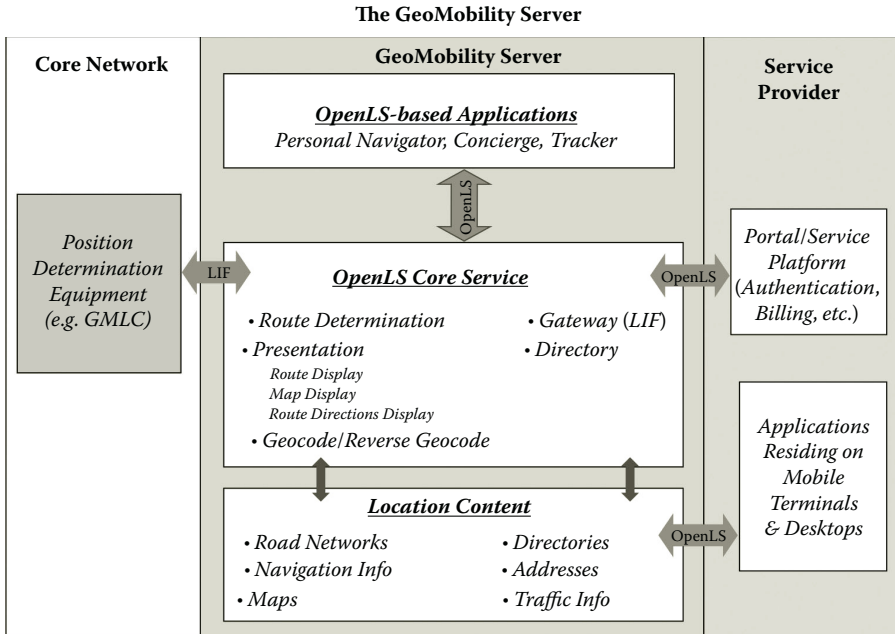 The GeoMobility Server
Core Network
GeoMobility Server
Service
Provider
OpenLS-based Applications
Personal Navigator, Concierge, Tracker
OpenLS
Position
Determination
Equipment
(e.g. GMLC)
LIF
OpenLS Core Service
• Route Determination
• Presentation
Route Display
Map Display
Route Directions Display
• Geocode/Reverse Geocode
• Gateway (LIF)
• Directory
OpenLS
Portal/Service
Platform
(Authentication,
Billing, etc.)
Location Content
• Road Networks
• Navigation Info
• Maps
• Directories
• Addresses
• Traffic Info
OpenLS
Applications
Residing on
Mobile
Terminals
& Desktops